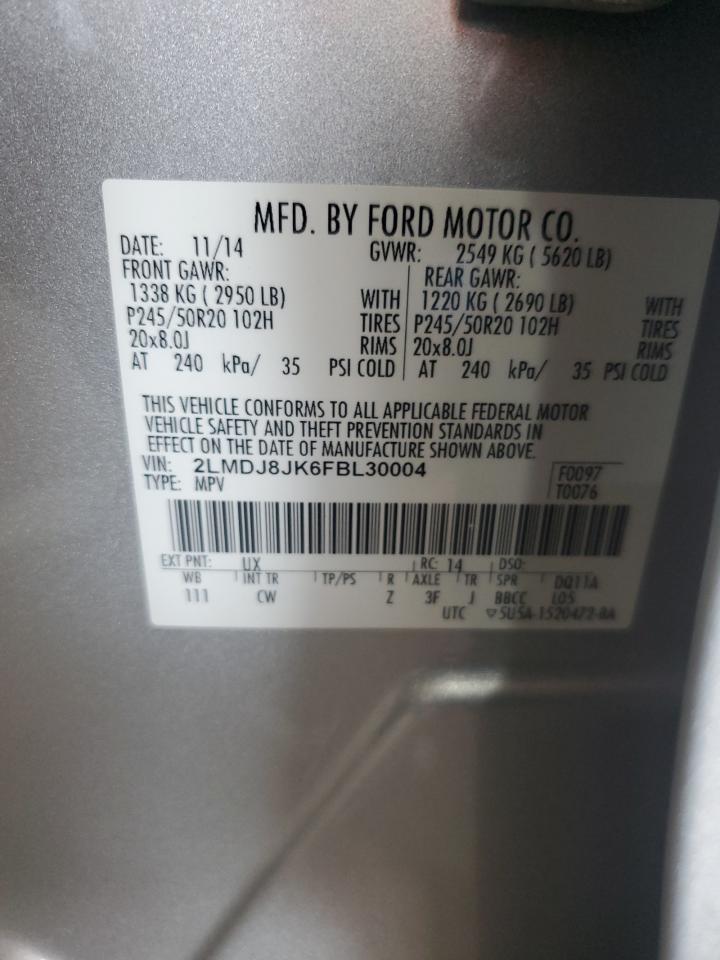 MFD. BY FORD MOTOR CO.
DATE: 11/14 GVWR: 2549 KG ( 5620 LB)
FRONT GAWR: REAR GAWR:
1338 KG ( 2950 LB) WITH 1220 KG ( 2690 LB) WITH
P245/50R20 102H TIRES P245/50R20 102H TIRES
20x8.0J RIMS 20x8.0J RIMS
AT 240 kPa/ 35 PSI COLD AT 240 kPa/ 35 PSI COLD
THIS VEHICLE CONFORMS TO ALL APPLICABLE FEDERAL MOTOR
VEHICLE SAFETY AND THEFT PREVENTION STANDARDS IN
EFFECT ON THE DATE OF MANUFACTURE SHOWN ABOVE.
VIN: 2LMDJ8JK6FBL30004 F0097
TYPE: MPV T0076
EXT PNT: UX RC: 14 DSO:
WB INT TR TP/PS R AXLE TR SPR DQ11A
111 CW Z 3F J BBCC LOS
UTC ▽5U5A-1520472-BA